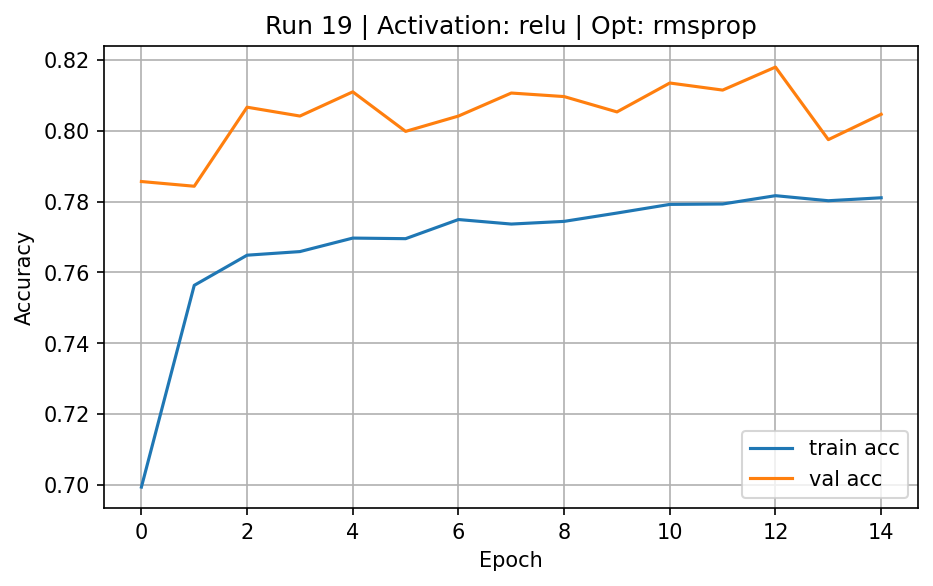 Run 19 | Activation: relu | Opt: rmsprop
0.82
0.80
0.78
0.76
0.74
0.72
0.70
Accuracy
train acc
val acc
0 2 4 6 8 10 12 14
Epoch